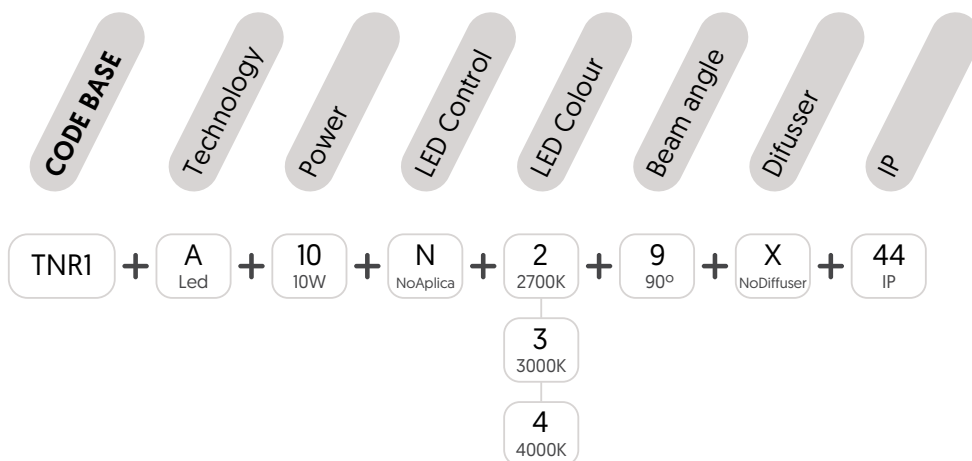 CODE BASE
Technology
Power
LED Control
LED Colour
Beam angle
Difusser
IP
TNR1 + A + 10 + N + 2 + 9 + X + 44
Led 10W NoAplica 2700K 90º NoDiffuser IP
3
3000K
4
4000K